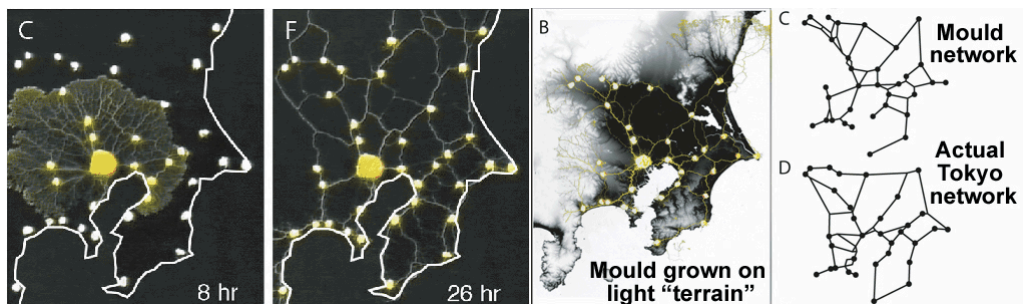 C
8 hr
F
26 hr
B
Mould grown on
light “terrain”
C
Mould
network
D
Actual
Tokyo
network